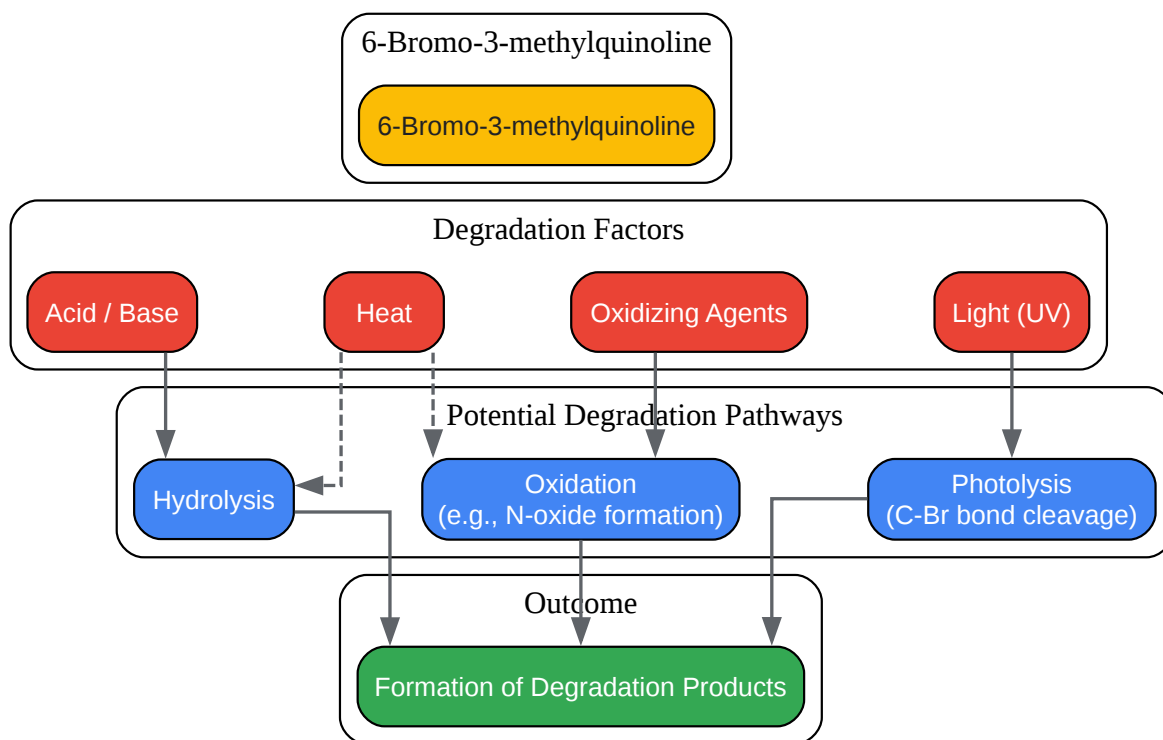 6-Bromo-3-methylquinoline
6-Bromo-3-methylquinoline
Degradation Factors
Acid / Base
Heat
Oxidizing Agents
Light (UV)
Potential Degradation Pathways
Hydrolysis
Oxidation
(e.g., N-oxide formation)
Photolysis
(C-Br bond cleavage)
Outcome
Formation of Degradation Products